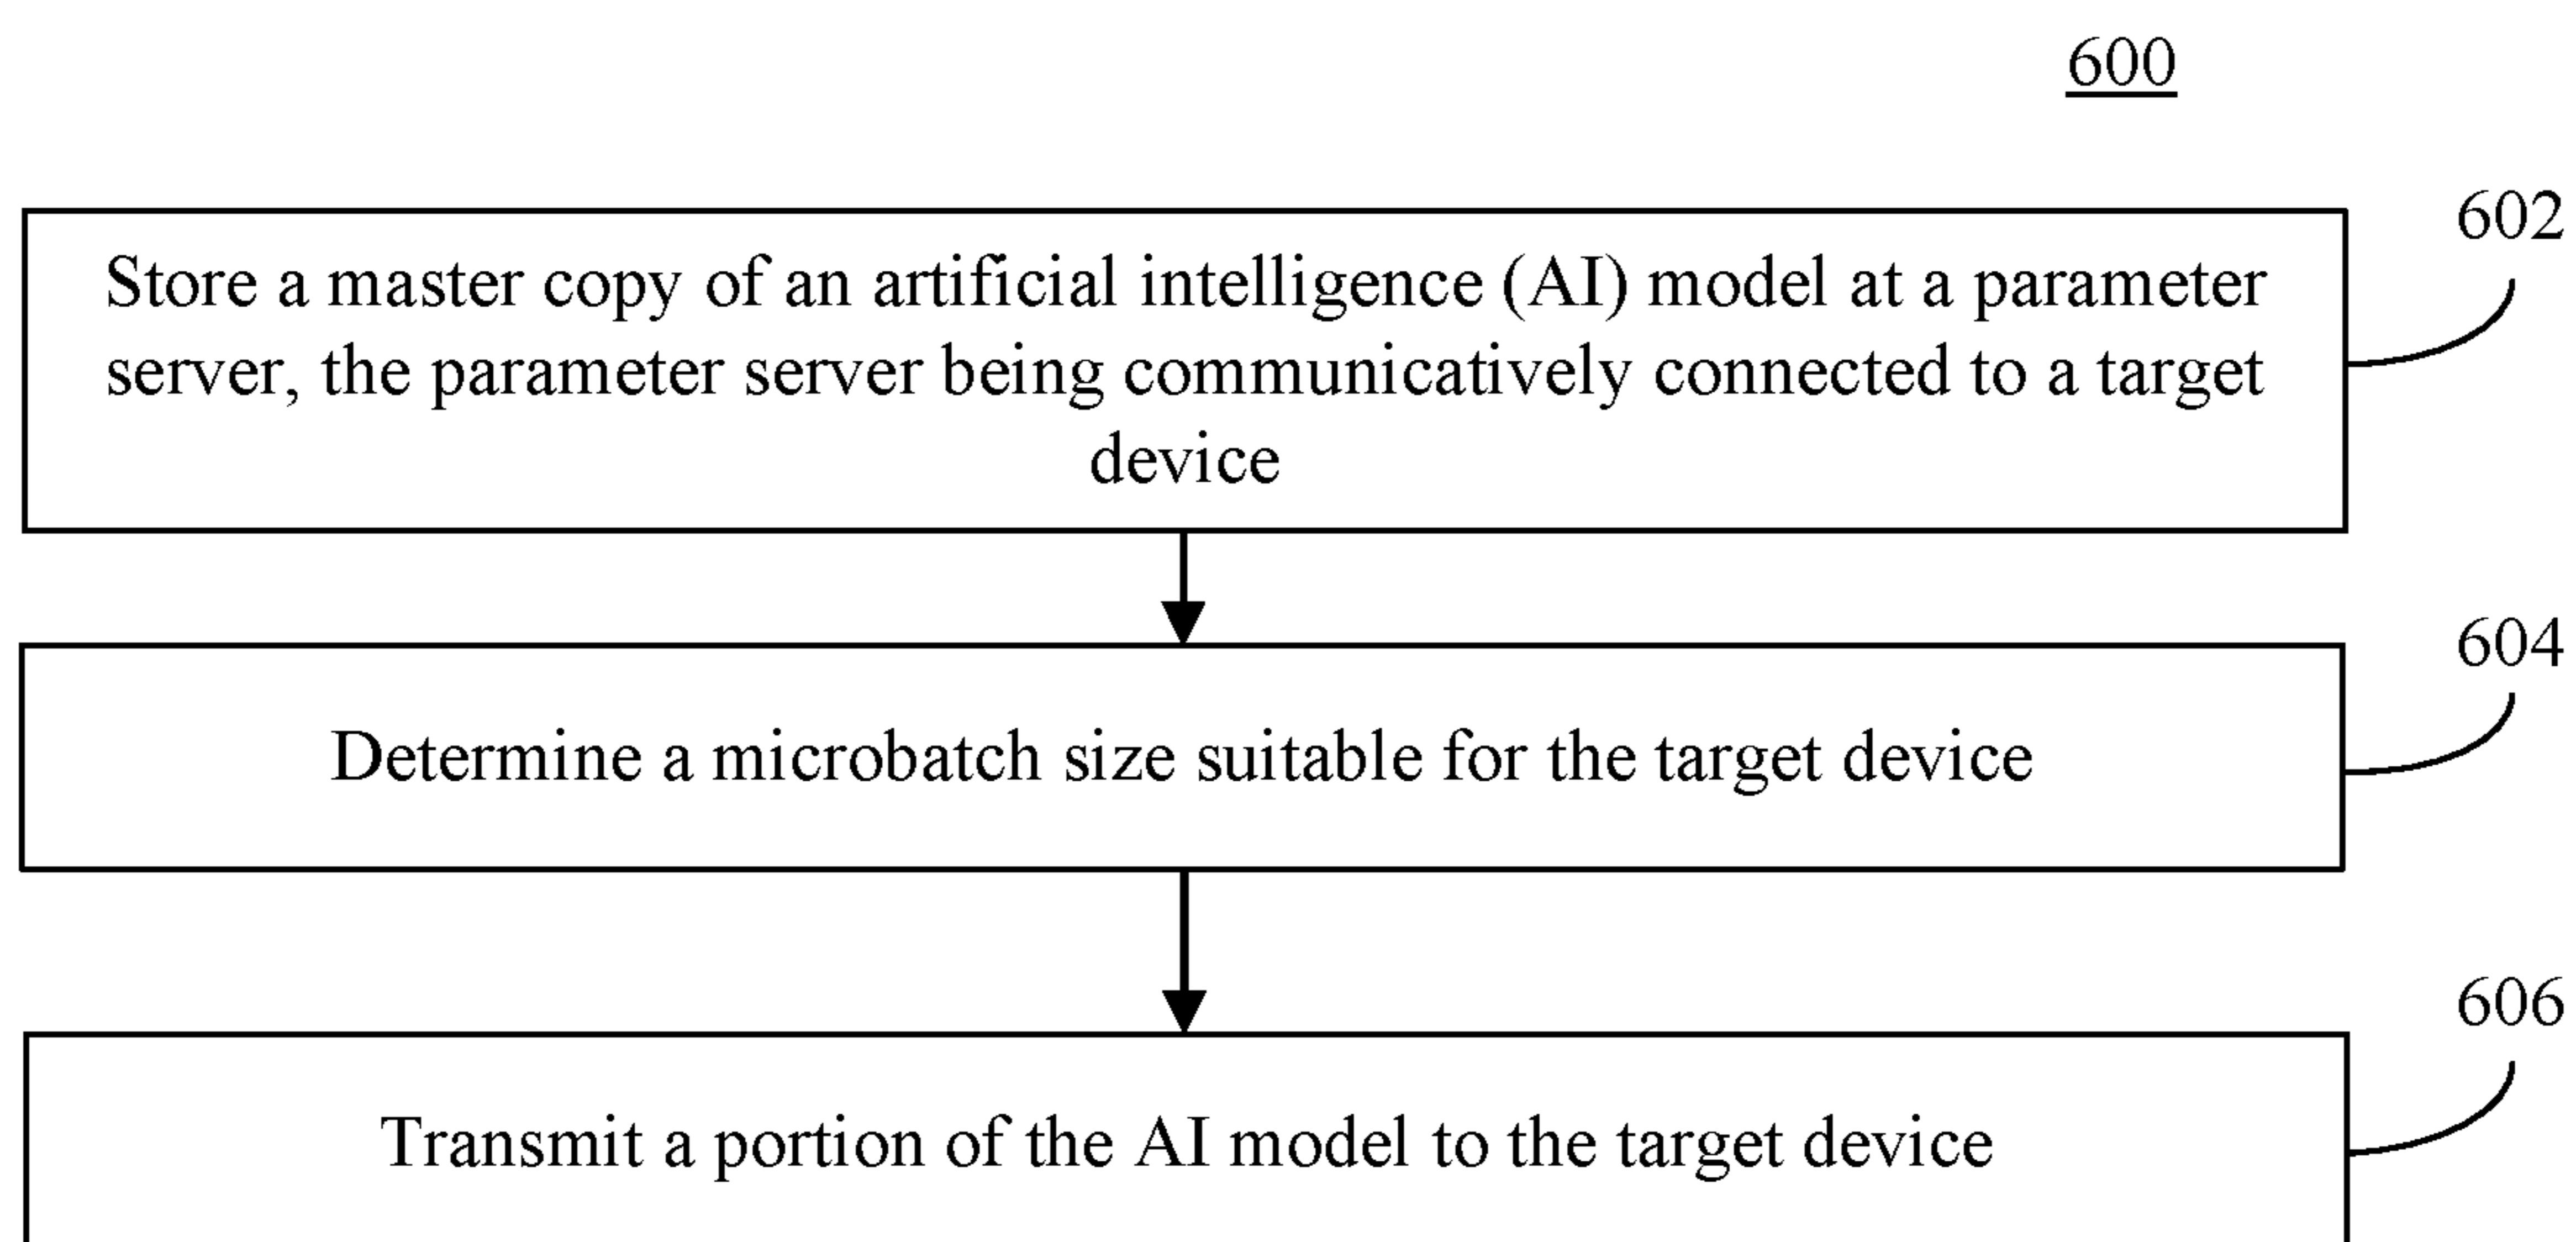 600
602
Store a master copy of an artificial intelligence (AI) model at a parameter
server, the parameter server being communicatively connected to a target
device
604
Determine a microbatch size suitable for the target device
606
Transmit a portion of the AI model to the target device